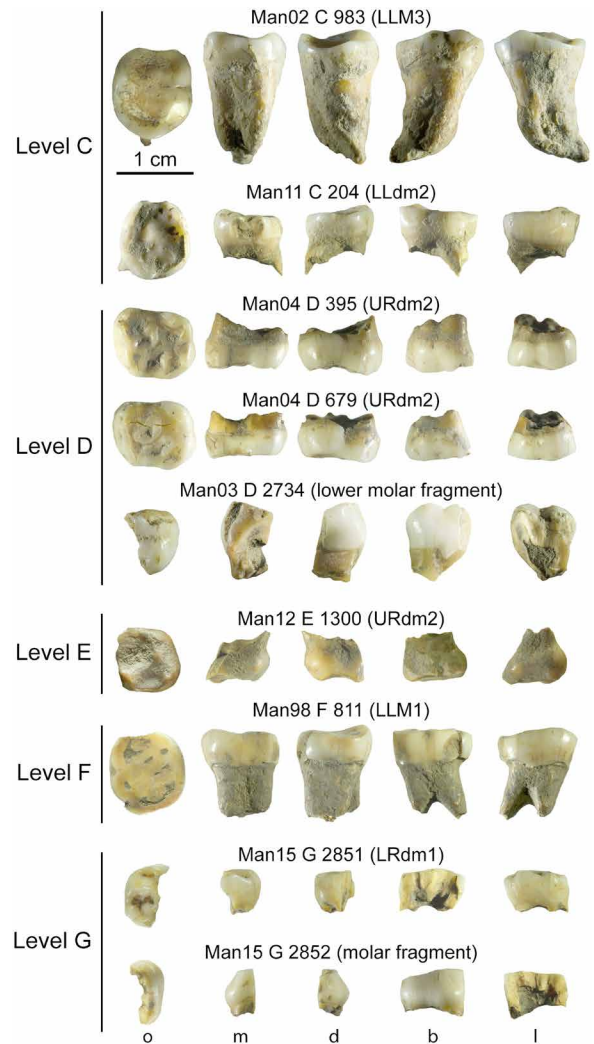 Man02 C 983 (LLM3)
Level C
1 cm
Man11 C 204 (LLdm2)
Man04 D 395 (URdm2)
Man04 D 679 (URdm2)
Level D
Man03 D 2734 (lower molar fragment)
Man12 E 1300 (URdm2)
Level E
Man98 F 811 (LLM1)
Level F
Man15 G 2851 (LRdm1)
Level G
Man15 G 2852 (molar fragment)
o m d b l